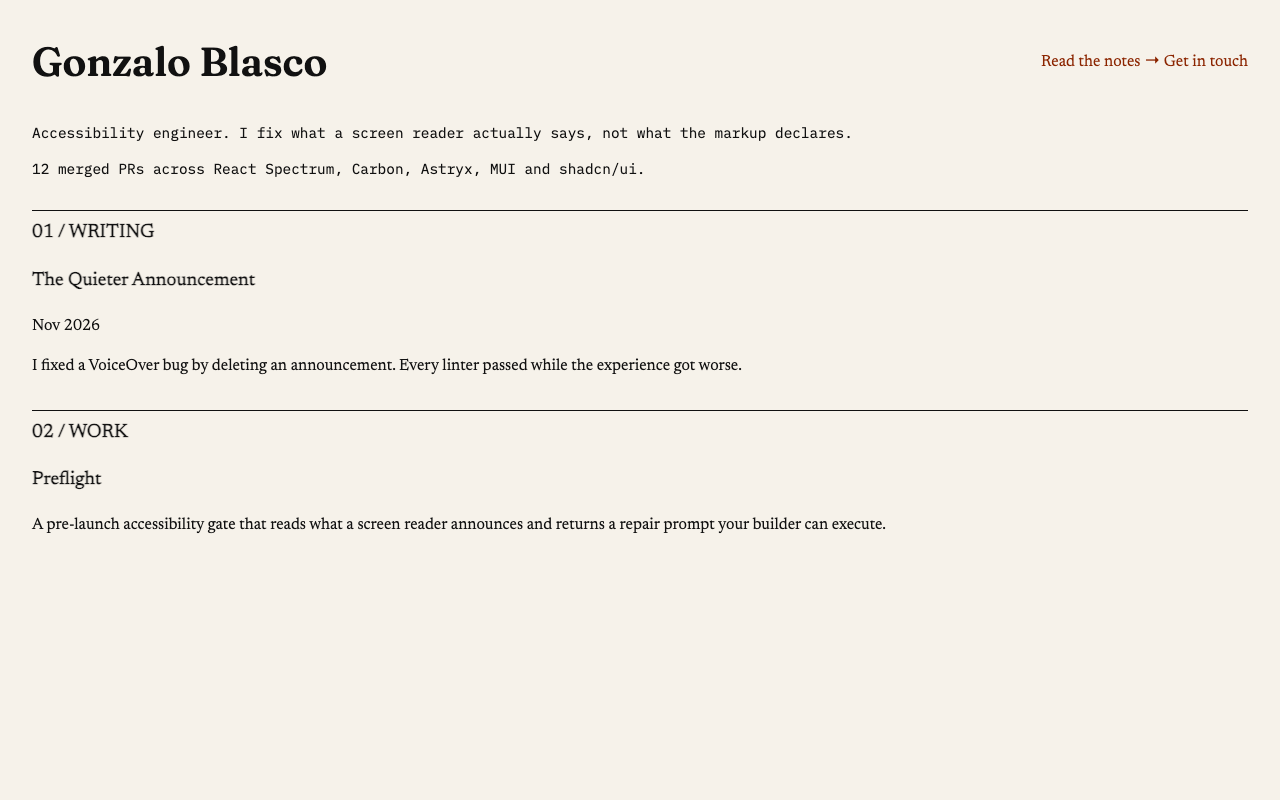 Gonzalo Blasco
Read the notes → Get in touch
Accessibility engineer. I fix what a screen reader actually says, not what the markup declares.
12 merged PRs across React Spectrum, Carbon, Astryx, MUI and shadcn/ui.
01 / WRITING
The Quieter Announcement
Nov 2026
I fixed a VoiceOver bug by deleting an announcement. Every linter passed while the experience got worse.
02 / WORK
Preflight
A pre-launch accessibility gate that reads what a screen reader announces and returns a repair prompt your builder can execute.